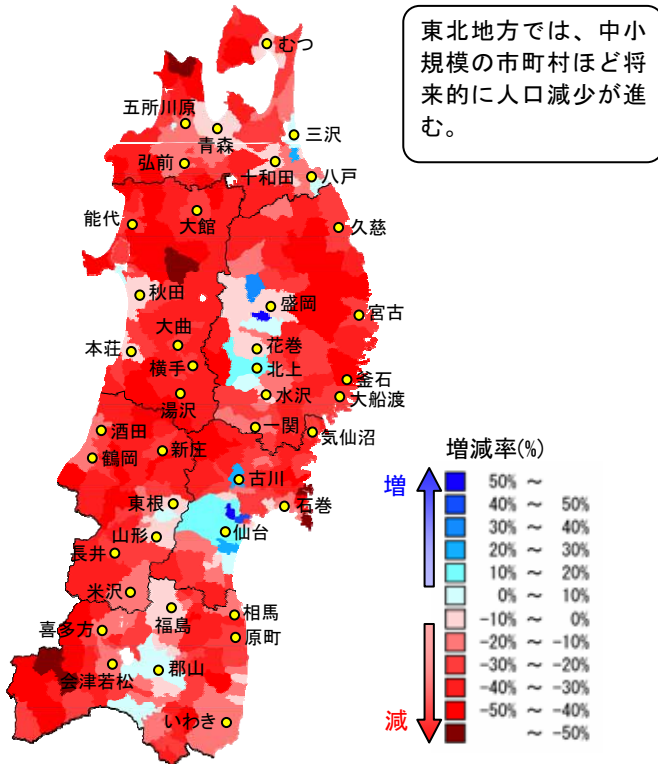 東北地方では、中小
規模の市町村ほど将
来的に人口減少が進
む。
むつ
五所川原
青森
三沢
弘前
十和田
八戸
能代
大館
久慈
秋田
盛岡
宮古
大曲
本荘
花巻
横手
北上
釜石
湯沢
水沢
大船渡
酒田
一関
気仙沼
鶴岡
新庄
古川
東根
石巻
山形
仙台
長井
米沢
福島
相馬
喜多方
原町
会津若松
郡山
いわき
増減率(%)
増
減
50% ～
40% ～ 50%
30% ～ 40%
20% ～ 30%
10% ～ 20%
0% ～ 10%
-10% ～ 0%
-20% ～ -10%
-30% ～ -20%
-40% ～ -30%
-50% ～ -40%
～ -50%